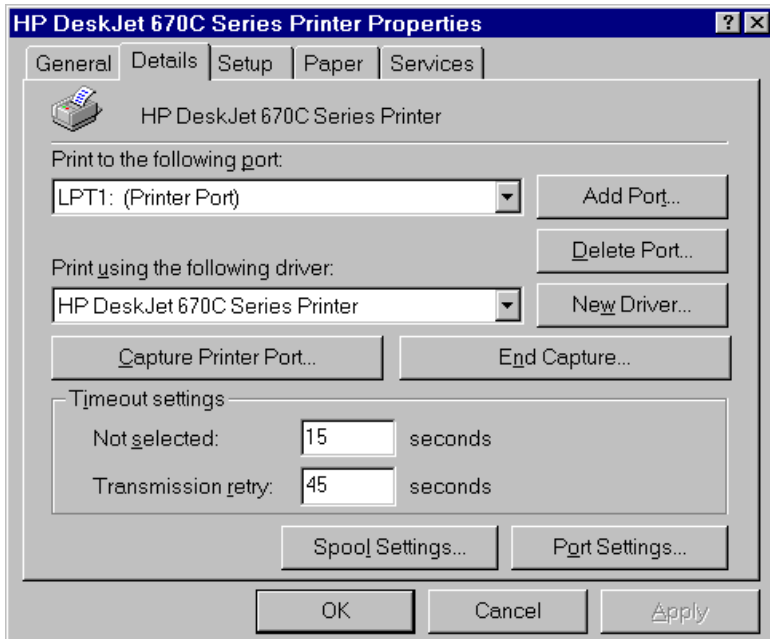 HP DeskJet 670C Series Printer Properties
General Details Setup Paper Services
HP DeskJet 670C Series Printer
Print to the following port:
LPT1: (Printer Port) Add Port...
Delete Port...
Print using the following driver:
HP DeskJet 670C Series Printer New Driver...
Capture Printer Port... End Capture...
Timeout settings
Not selected: 15 seconds
Transmission retry: 45 seconds
Spool Settings... Port Settings...
OK Cancel Apply